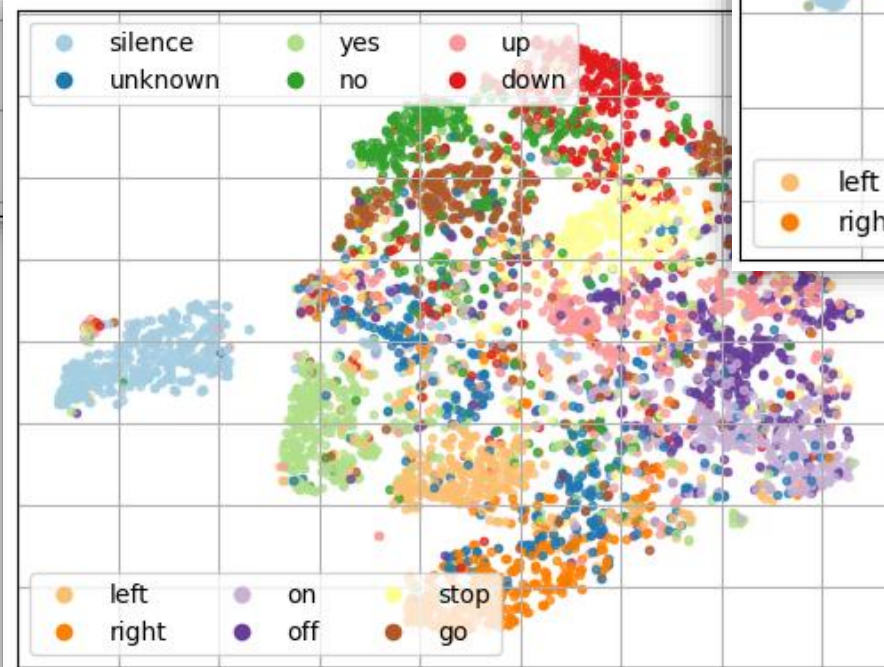 silence yes up
unknown no down
left
righ
left on stop
right off go